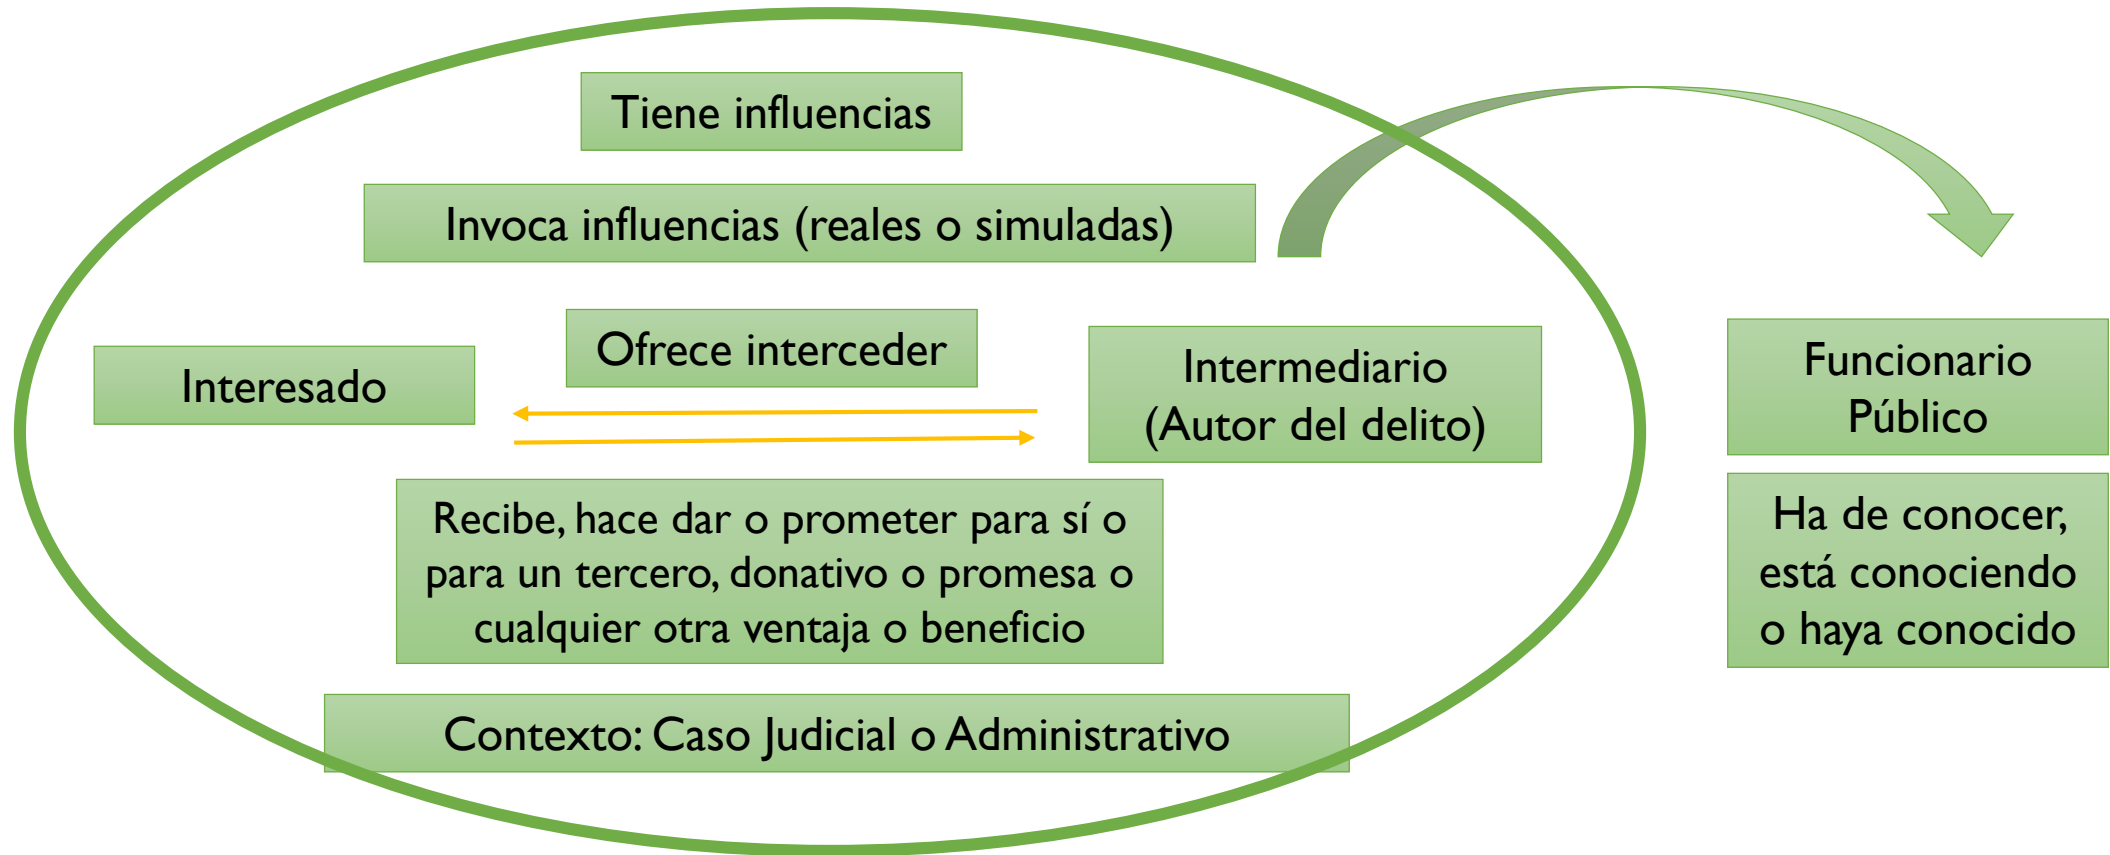 Tiene influencias
Invoca influencias (reales o simuladas)
Ofrece interceder
Interesado
Intermediario
(Autor del delito)
Recibe, hace dar o prometer para sí o
para un tercero, donativo o promesa o
cualquier otra ventaja o beneficio
Contexto: Caso Judicial o Administrativo
Funcionario
Público
Ha de conocer,
está conociendo
o haya conocido